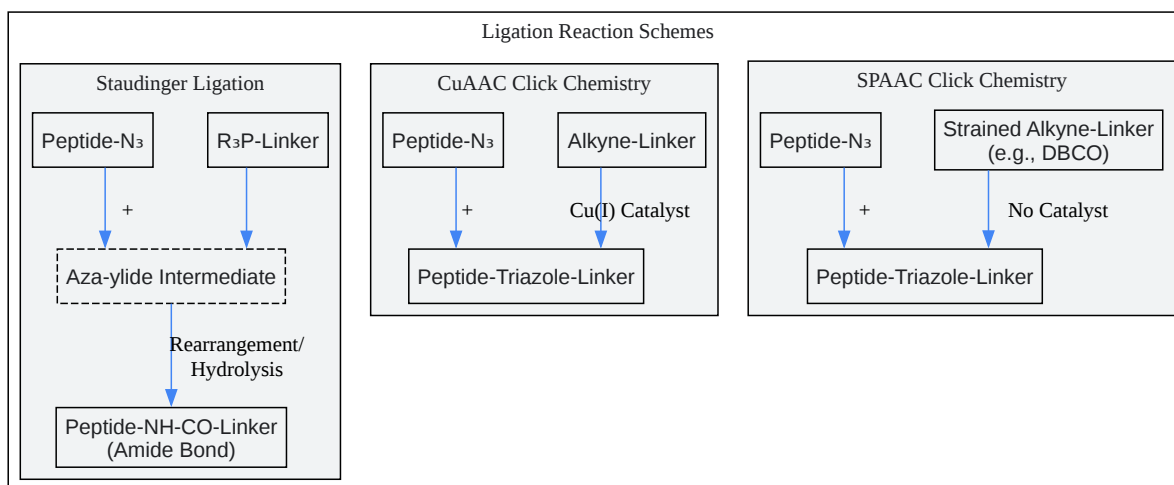 Ligation Reaction Schemes
Staudinger Ligation
Peptide-N₃
R₃P-Linker
+
Aza-ylide Intermediate
Rearrangement/
Hydrolysis
Peptide-NH-CO-Linker
(Amide Bond)
CuAAC Click Chemistry
Peptide-N₃
Alkyne-Linker
+
Cu(I) Catalyst
Peptide-Triazole-Linker
SPAAC Click Chemistry
Peptide-N₃
Strained Alkyne-Linker
(e.g., DBCO)
+
No Catalyst
Peptide-Triazole-Linker